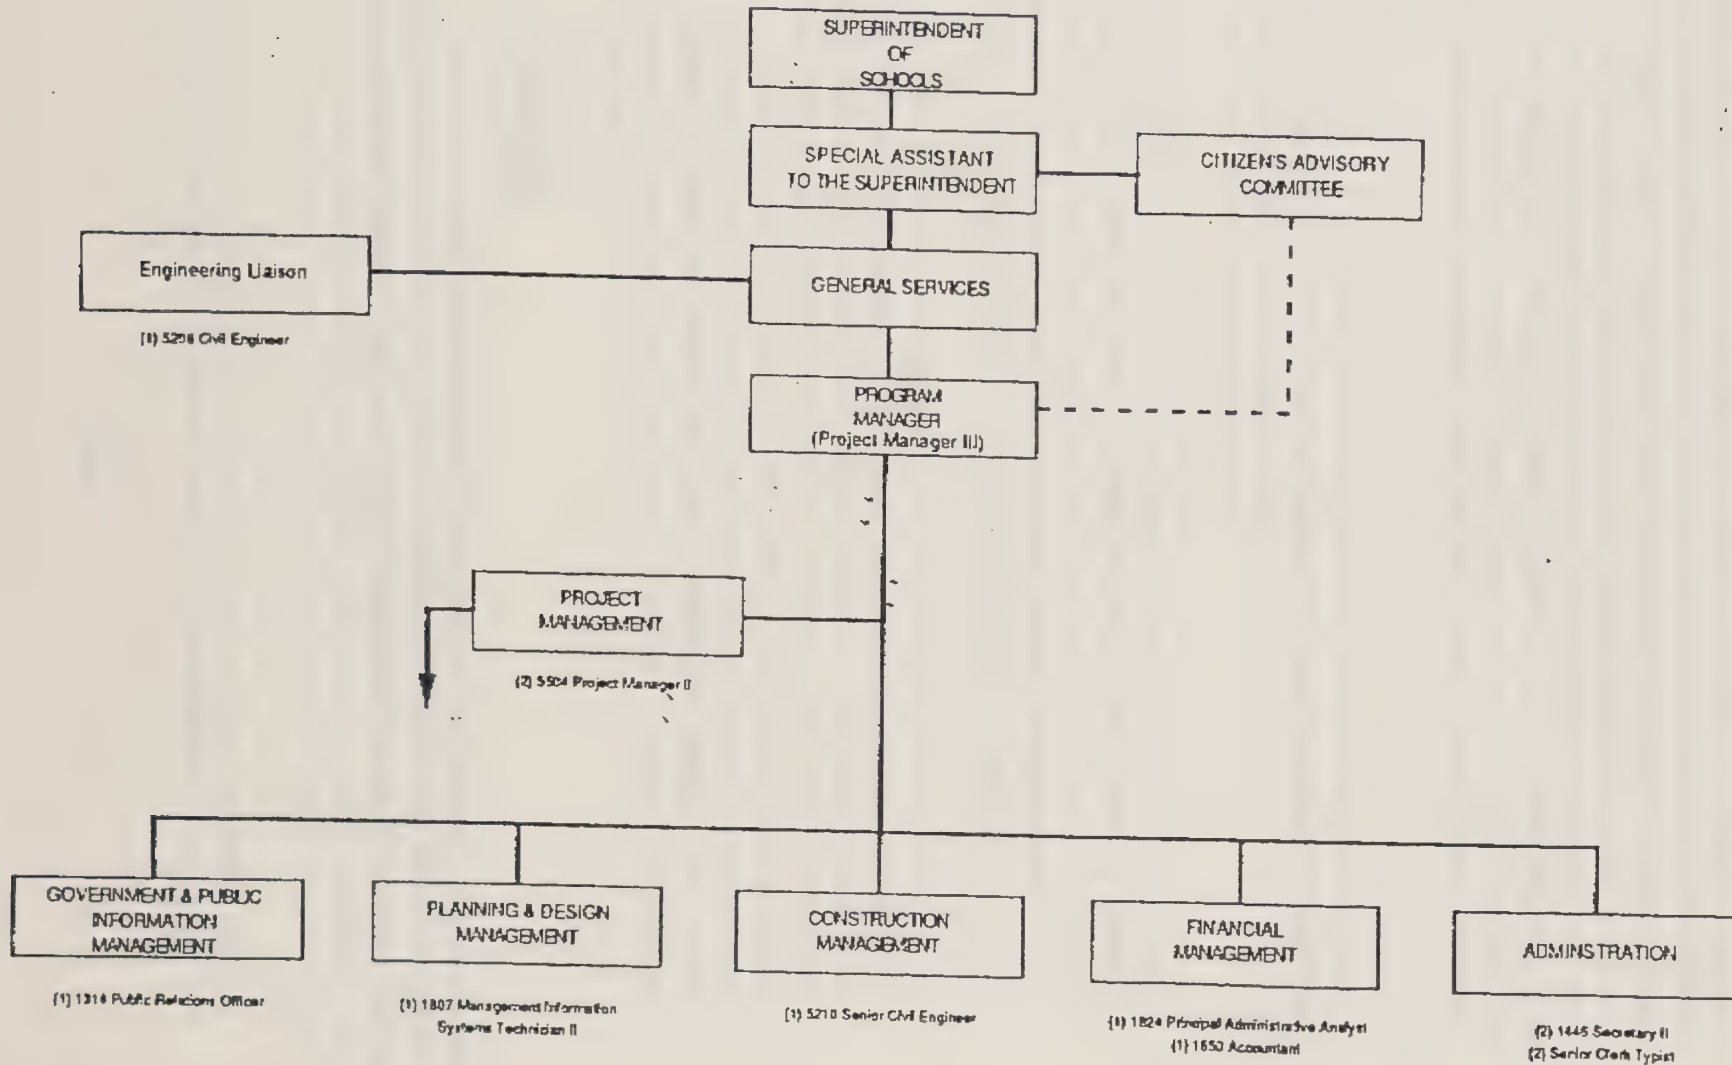 SUPERINTENDENT
OF
SCHOOLS
SPECIAL ASSISTANT
TO THE SUPERINTENDENT
CITIZEN'S ADVISORY
COMMITTEE
Engineering Liaison
(1) Civil Engineer
GENERAL SERVICES
PROGRAM
MANAGER
(Project Manager III)
PROJECT
MANAGEMENT
(2) 5504 Project Manager II
GOVERNMENT & PUBLIC
INFORMATION
MANAGEMENT
(1) Public Relations Officer
PLANNING & DESIGN
MANAGEMENT
(1) 1807 Management Information
Systems Technician II
CONSTRUCTION
MANAGEMENT
(1) 5210 Senior Civil Engineer
FINANCIAL
MANAGEMENT
(1) 1824 Principal Administrative Analyst
(1) 1650 Accountant
ADMINSTRATION
(2) Secretary II
(2) Senior Clerk Typist